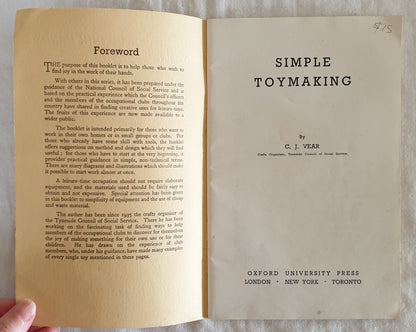 Foreword
THE purpose of this booklet is to help those who wish to
find joy in the work of their hands.
With others in this series, it has been prepared under the
guidance of the National Council of Social Service and is
based on the practical experience which the Council's officers
and the members of the occupational clubs throughout the
country have shared in finding creative uses for leisure-time.
The fruits of this experience are now made available to a
wider public.
The booklet is intended primarily for those who want to
work in their own homes or in small groups or clubs. For
those who already have some skill with tools, the booklet
offers suggestions on method and design which they will find
useful; for those who have to start at the very beginning, it
provides practical guidance in simple, non-technical terms.
There are many diagrams and illustrations which should make
it possible to start work almost at once.
A leisure-time occupation should not require elaborate
equipment, and the materials used should be fairly easy to
obtain and not expensive. Special attention has been given in
this booklet to simplicity of equipment and the use of cheap
and waste material.
The author has been since 1935 the crafts organizer of the
Tyneside Council of Social Service. There he has been
working on the fascinating task of finding ways to help
members of the occupational clubs to discover for themselves
the joy of making something for their own use or for their
children. He has drawn on the experience of club
members, who, under his guidance, have made many examples
of every single toy mentioned in these pages.
$15
SIMPLE
TOYMAKING
By
C. J. VEAR
Crafts Organizer, Tyneside Council of Social Service.
OXFORD UNIVERSITY PRESS
LONDON · NEW YORK · TORONTO